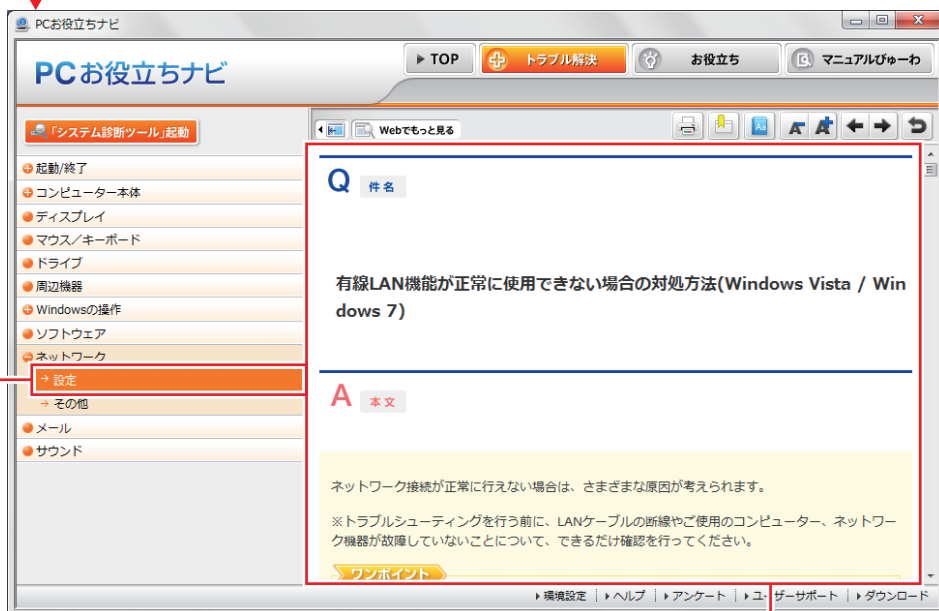 PCお役立ちナビ
PCお役立ちナビ
TOP
トラブル解決
お役立ち
マニュアルびゅーわ
「システム診断ツール」起動
Webでもっと見る
起動/終了
コンピューター本体
ディスプレイ
マウス／キーボード
ドライブ
周辺機器
Windowsの操作
ソフトウェア
ネットワーク
設定
その他
メール
サウンド
Q 件名
有線LAN機能が正常に使用できない場合の対処方法(Windows Vista / Win
dows 7)
A 本文
ネットワーク接続が正常に行えない場合は、さまざまな原因が考えられます。
※トラブルシューティングを行う前に、LANケーブルの断線やご使用のコンピューター、ネットワー
ク機器が故障していないことについて、できるだけ確認を行ってください。
ワンポイント
環境設定 ヘルプ アンケート ユーザーサポート ダウンロード